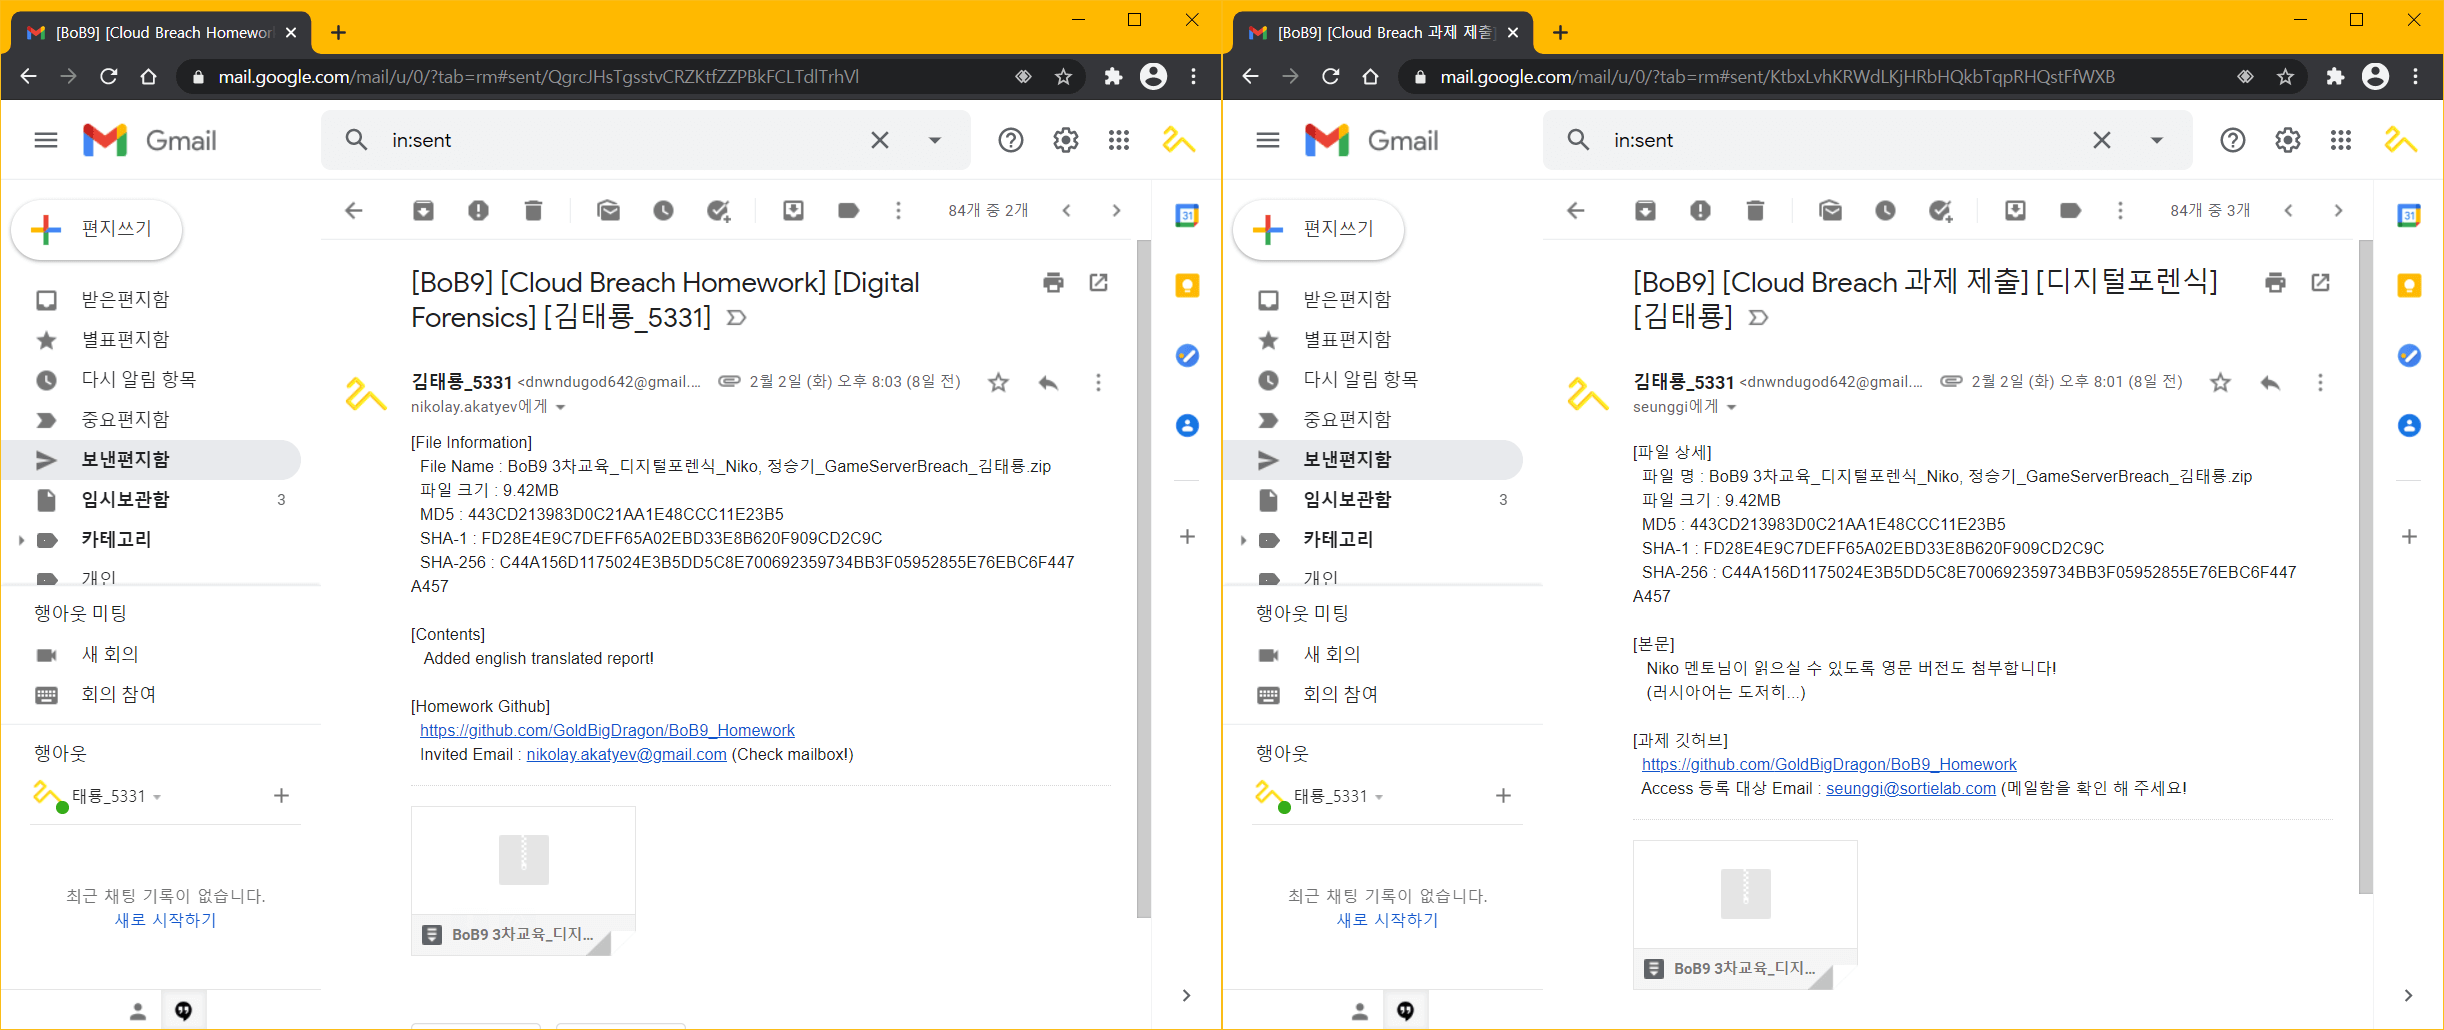 [BoB9] [Cloud Breach Homewor
mail.google.com/mail/u/0/?tab=rm#sent/QgrcJHsTgsstvCRZKtfZZPBkFCLTdlTrhVl
Gmail
in:sent
편지쓰기
84개 중 2개
받은편지함
별표편지함
다시 알림 항목
중요편지함
보낸편지함
임시보관함 3
카테고리
개인
행아웃 미팅
새 회의
회의 참여
행아웃
태룡_5331
최근 채팅 기록이 없습니다.
새로 시작하기
[BoB9] [Cloud Breach Homework] [Digital
Forensics] [김태룡_5331]
김태룡_5331 <dnwndugod642@gmail.... 2월 2일 (화) 오후 8:03 (8일 전)
nikolay.akatyev에게
[File Information]
File Name : BoB9 3차교육_디지털포렌식_Niko, 정승기_GameServerBreach_김태룡.zip
파일 크기 : 9.42MB
MD5 : 443CD213983D0C21AA1E48CCC11E23B5
SHA-1 : FD28E4E9C7DEFF65A02EBD33E8B620F909CD2C9C
SHA-256 : C44A156D1175024E3B5DD5C8E700692359734BB3F05952855E76EBC6F447
A457
[Contents]
Added english translated report!
[Homework Github]
https://github.com/GoldBigDragon/BoB9_Homework
Invited Email : nikolay.akatyev@gmail.com (Check mailbox!)
BoB9 3차교육_디지...
31
[BoB9] [Cloud Breach 과제 제출]
mail.google.com/mail/u/0/?tab=rm#sent/KtbxLvhKRWdLKjHRbHQkbTqpRHQstFfWXB
Gmail
in:sent
편지쓰기
84개 중 3개
받은편지함
별표편지함
다시 알림 항목
중요편지함
보낸편지함
임시보관함 3
카테고리
개인
행아웃 미팅
새 회의
회의 참여
행아웃
태룡_5331
최근 채팅 기록이 없습니다.
새로 시작하기
[BoB9] [Cloud Breach 과제 제출] [디지털포렌식]
[김태룡]
김태룡_5331 <dnwndugod642@gmail.... 2월 2일 (화) 오후 8:01 (8일 전)
seunggi에게
[파일 상세]
파일 명 : BoB9 3차교육_디지털포렌식_Niko, 정승기_GameServerBreach_김태룡.zip
파일 크기 : 9.42MB
MD5 : 443CD213983D0C21AA1E48CCC11E23B5
SHA-1 : FD28E4E9C7DEFF65A02EBD33E8B620F909CD2C9C
SHA-256 : C44A156D1175024E3B5DD5C8E700692359734BB3F05952855E76EBC6F447
A457
[본문]
Niko 멘토님이 읽으실 수 있도록 영문 버전도 첨부합니다!
(러시아어는 도저히...)
[과제 깃허브]
https://github.com/GoldBigDragon/BoB9_Homework
Access 등록 대상 Email : seunggi@sortielab.com (메일함을 확인 해 주세요!
BoB9 3차교육_디지...
31